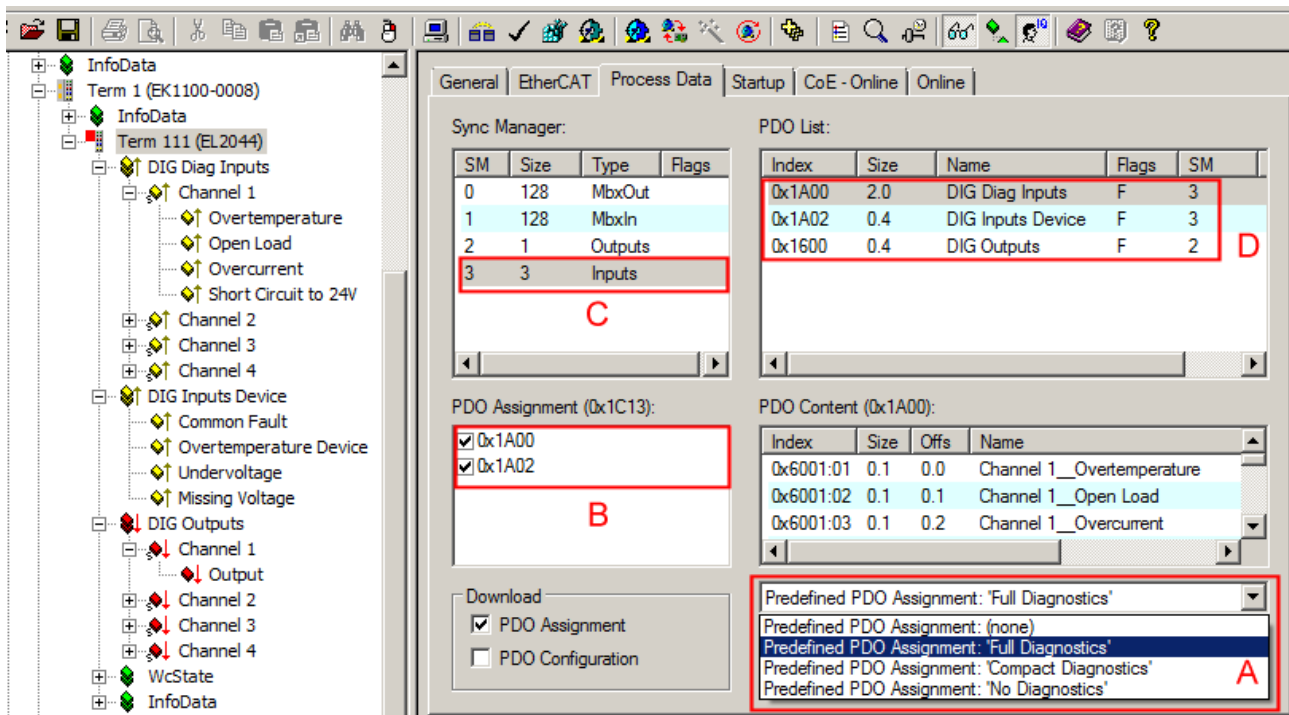 InfoData
Term 1 (EK1100-0008)
InfoData
Term 111 (EL2044)
DIG Diag Inputs
Channel 1
Overtemperature
Open Load
Overcurrent
Short Circuit to 24V
Channel 2
Channel 3
Channel 4
DIG Inputs Device
Common Fault
Overtemperature Device
Undervoltage
Missing Voltage
DIG Outputs
Channel 1
Output
Channel 2
Channel 3
Channel 4
WcState
InfoData
General EtherCAT Process Data Startup CoE - Online Online
Sync Manager:
SM Size Type Flags
0 128 MbxOut
1 128 MbxIn
2 1 Outputs
3 3 Inputs
C
PDO List:
Index Size Name Flags SM
0x1A00 2.0 DIG Diag Inputs F 3
0x1A02 0.4 DIG Inputs Device F 3
0x1600 0.4 DIG Outputs F 2
D
PDO Assignment (0x1C13):
0x1A00
0x1A02
B
PDO Content (0x1A00):
Index Size Offs Name
0x6001:01 0.1 0.0 Channel 1__Overtemperature
0x6001:02 0.1 0.1 Channel 1__Open Load
0x6001:03 0.1 0.2 Channel 1__Overcurrent
Download
PDO Assignment
PDO Configuration
Predefined PDO Assignment: 'Full Diagnostics'
Predefined PDO Assignment: (none)
Predefined PDO Assignment: 'Full Diagnostics'
Predefined PDO Assignment: 'Compact Diagnostics'
Predefined PDO Assignment: 'No Diagnostics'
A